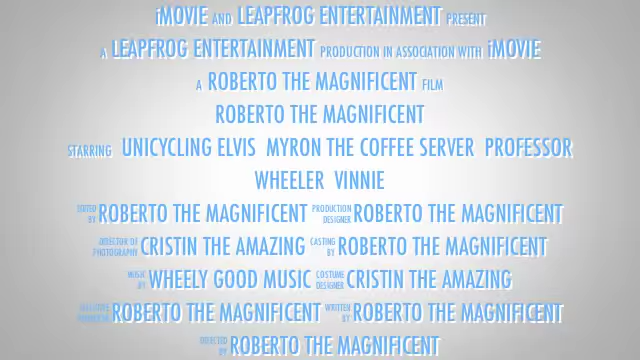 iMOVIE AND LEAPFROG ENTERTAINMENT PRESENT
A LEAPFROG ENTERTAINMENT PRODUCTION IN ASSOCIATION WITH iMOVIE
A ROBERTO THE MAGNIFICENT FILM
ROBERTO THE MAGNIFICENT
STARRING UNICYCLING ELVIS MYRON THE COFFEE SERVER PROFESSOR
WHEELER VINNIE
EDITED BY ROBERTO THE MAGNIFICENT PRODUCTION DESIGNER ROBERTO THE MAGNIFICENT
DIRECTOR OF PHOTOGRAPHY CRISTIN THE AMAZING CASTING BY ROBERTO THE MAGNIFICENT
MUSIC BY WHEELY GOOD MUSIC COSTUME DESIGNER CRISTIN THE AMAZING
EXECUTIVE PRODUCER ROBERTO THE MAGNIFICENT WRITTEN BY ROBERTO THE MAGNIFICENT
DIRECTED BY ROBERTO THE MAGNIFICENT